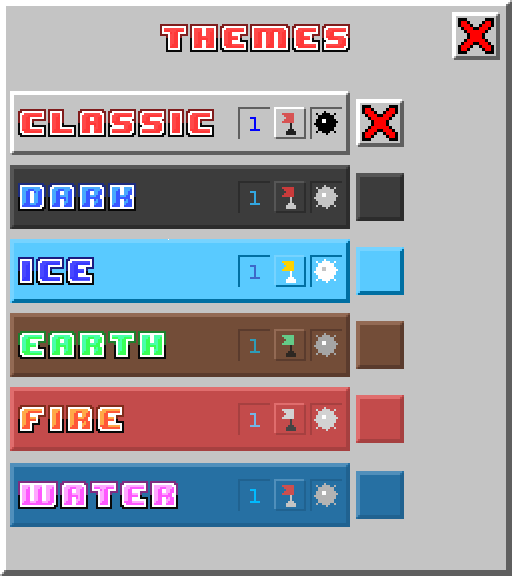 THEMES
CLASSIC 1
DARK 1
ICE 1
EARTH 1
FIRE 1
WATER 1